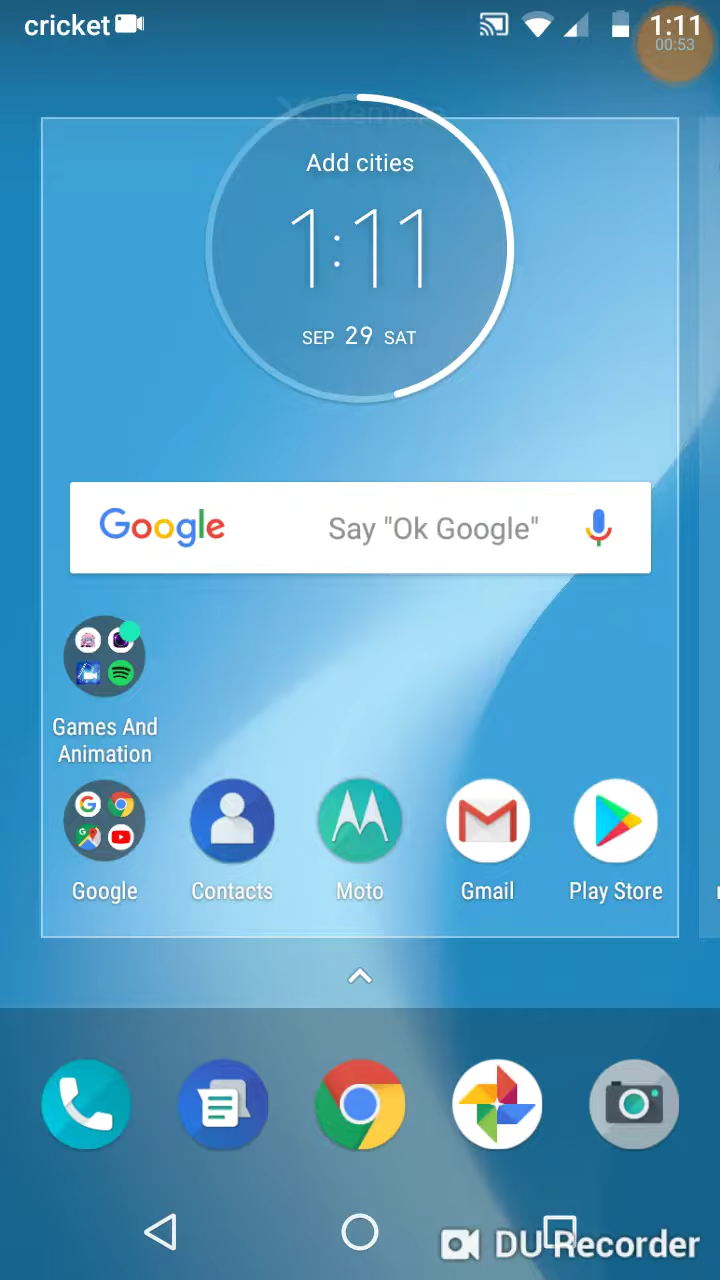 cricket
1:11
00:53
Remove
Add cities
1:11
SEP 29 SAT
Google
Say "Ok Google"
Games And
Animation
Google
Contacts
Moto
Gmail
Play Store
DU Recorder